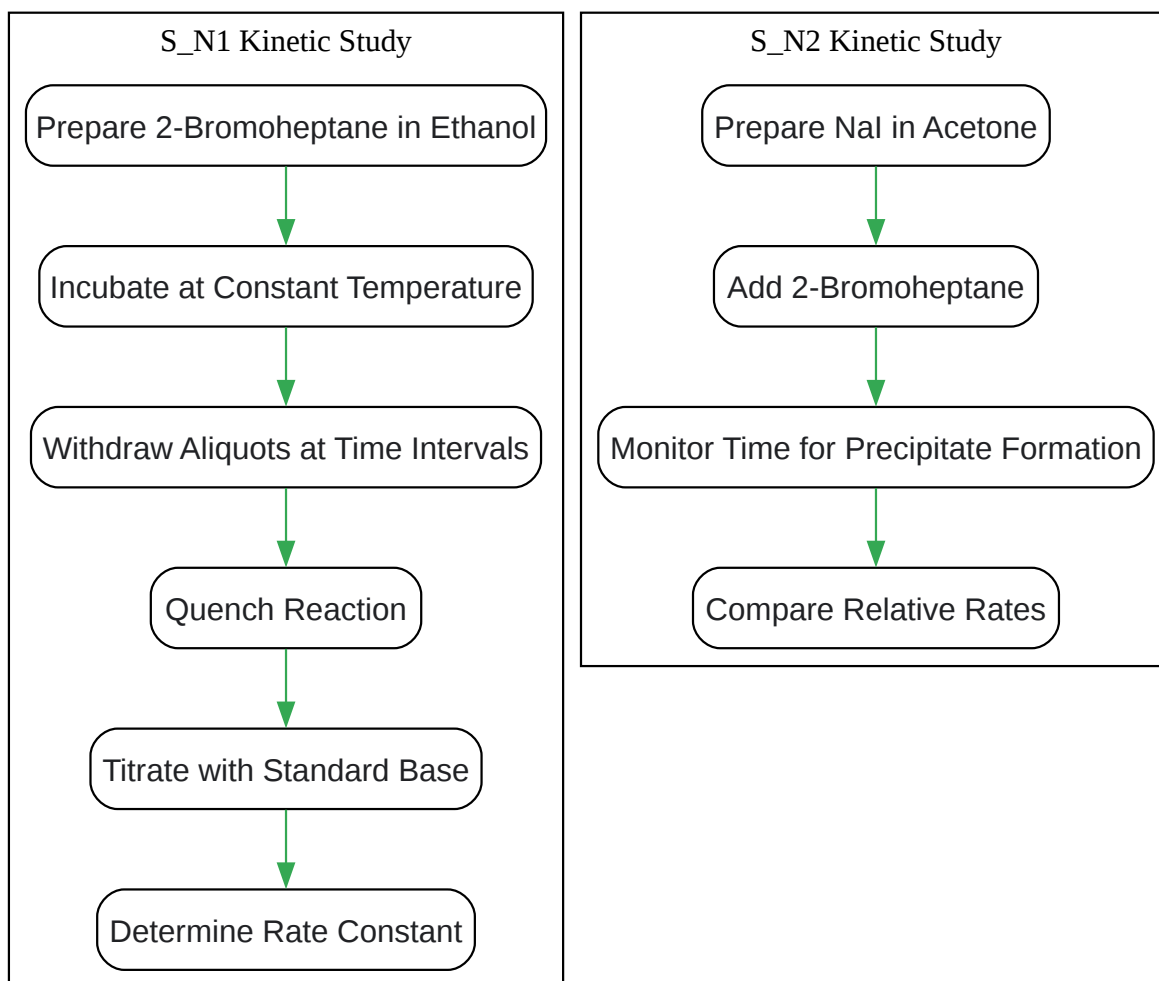 S_N1 Kinetic Study
Prepare 2-Bromoheptane in Ethanol
Incubate at Constant Temperature
Withdraw Aliquots at Time Intervals
Quench Reaction
Titrate with Standard Base
Determine Rate Constant
S_N2 Kinetic Study
Prepare NaI in Acetone
Add 2-Bromoheptane
Monitor Time for Precipitate Formation
Compare Relative Rates